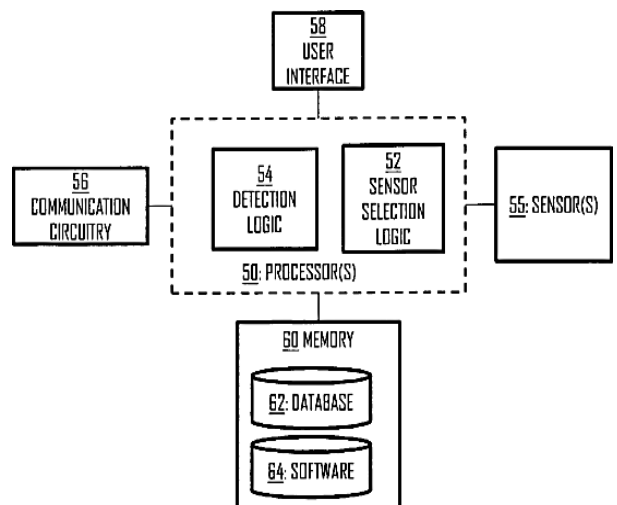 58
USER
INTERFACE
56
COMMUNICATION
CIRCUITRY
54
DETECTION
LOGIC
52
SENSOR
SELECTION
LOGIC
50: PROCESSOR(S)
55: SENSOR(S)
60 MEMORY
62: DATABASE
64: SOFTWARE